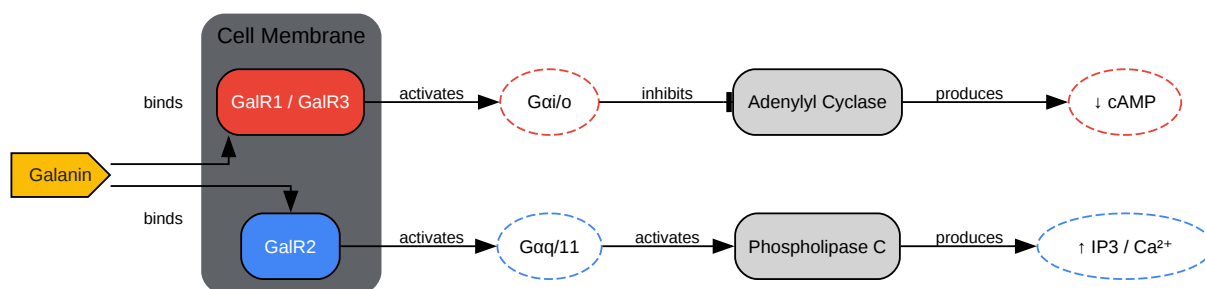 Cell Membrane
binds
GalR1 / GalR3
activates
Gαi/o
inhibits
Adenylyl Cyclase
produces
↓ cAMP
Galanin
binds
GalR2
activates
Gαq/11
activates
Phospholipase C
produces
↑ IP3 / Ca²⁺